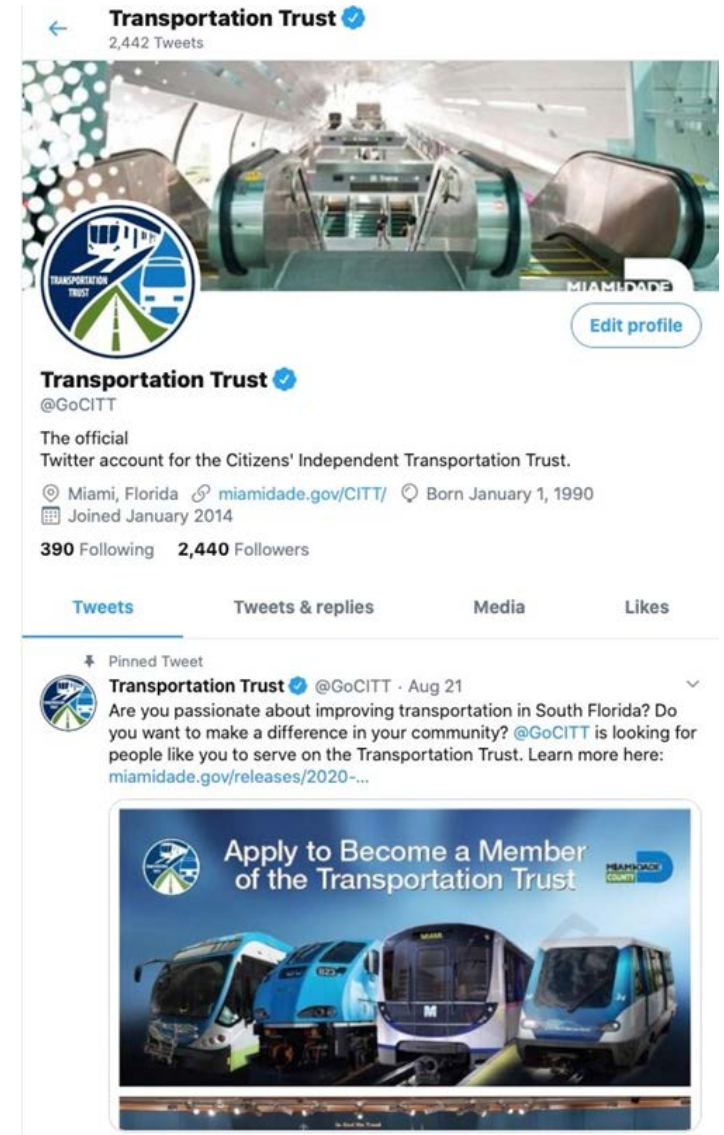 Transportation Trust
2,442 Tweets
MIAMI-DADE
TRANSPORTATION
TRUST
Edit profile
Transportation Trust
@GoCITT
The official
Twitter account for the Citizens' Independent Transportation Trust.
Miami, Florida miamidade.gov/CITT/ Born January 1, 1990
Joined January 2014
390 Following 2,440 Followers
Tweets Tweets & replies Media Likes
Pinned Tweet
Transportation Trust @GoCITT · Aug 21
Are you passionate about improving transportation in South Florida? Do
you want to make a difference in your community? @GoCITT is looking for
people like you to serve on the Transportation Trust. Learn more here:
miamidade.gov/releases/2020-...
Apply to Become a Member
of the Transportation Trust
MIAMI-DADE
COUNTY
MIAMI
823
M
In God We Trust